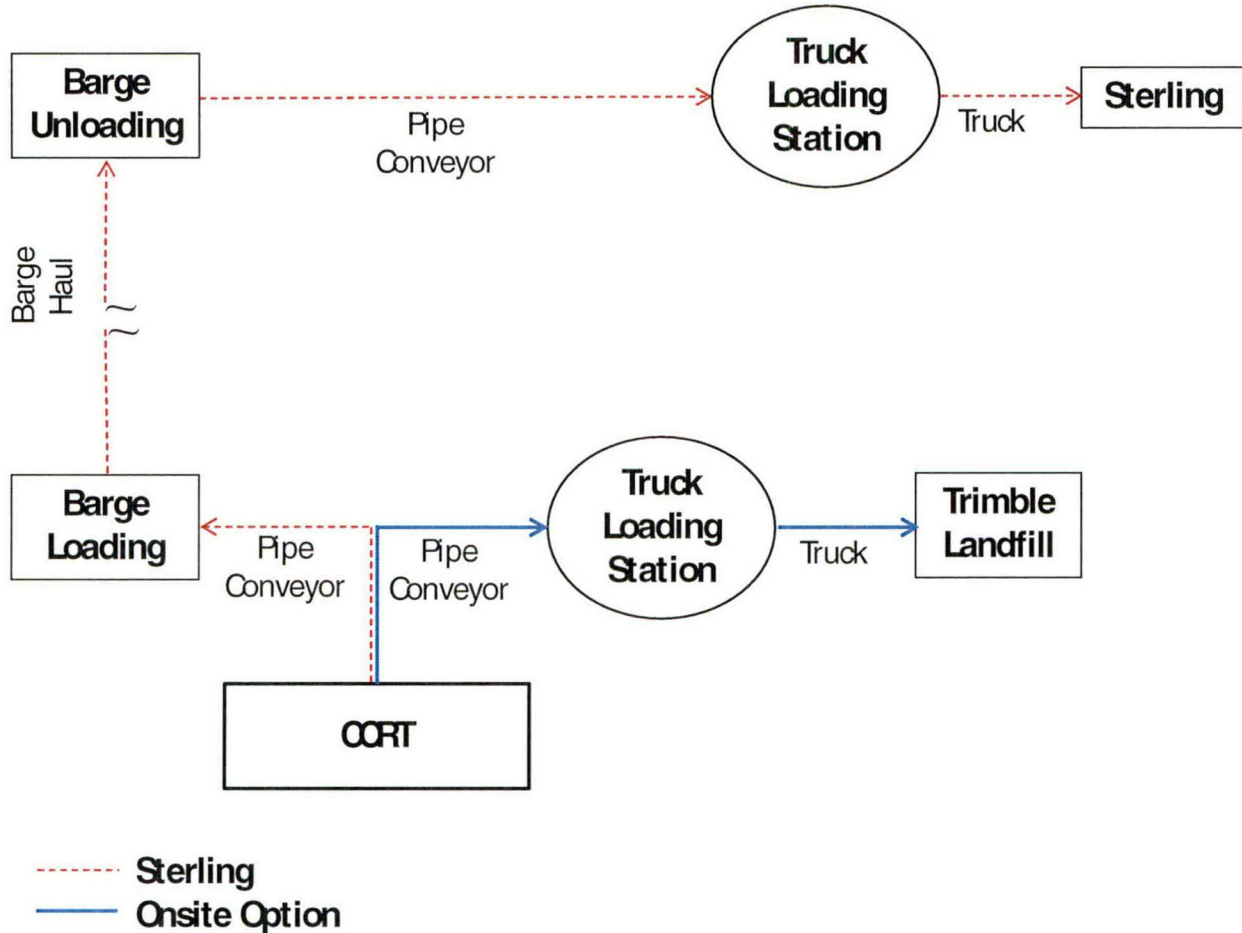 Barge
Unloading
Pipe
Conveyor
Truck
Loading
Station
Truck
Sterling
Barge
Haul
Barge
Loading
Pipe
Conveyor
Pipe
Conveyor
Truck
Loading
Station
Truck
Trimble
Landfill
CCRT
Sterling
Onsite Option